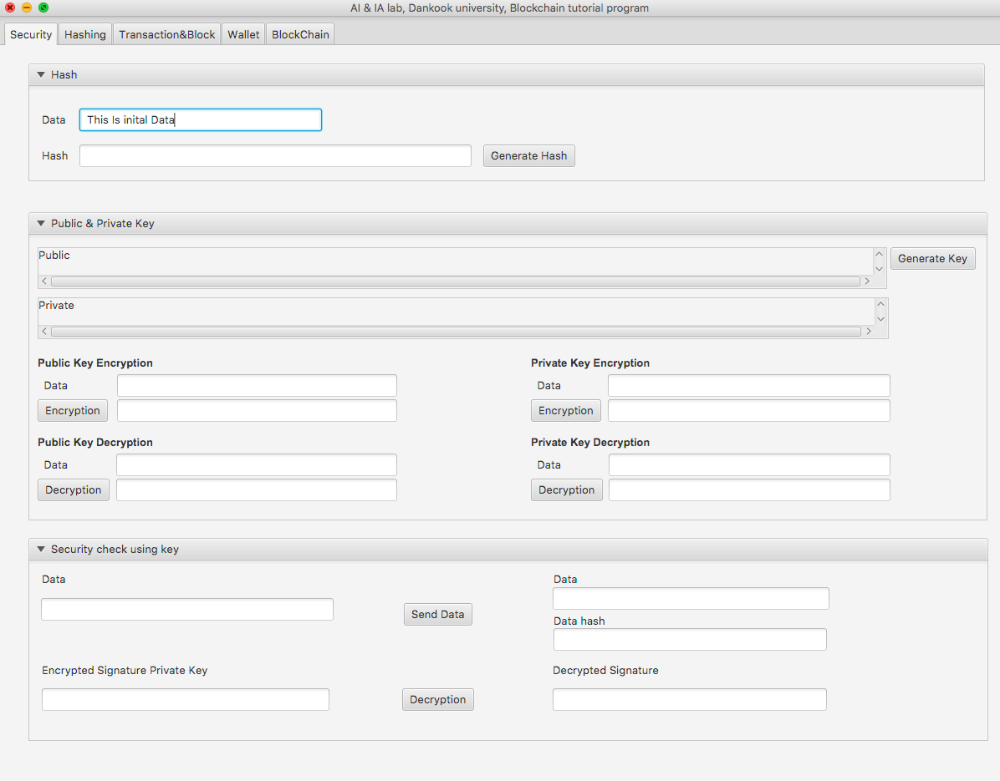 AI & IA lab, Dankook university, Blockchain tutorial program
Security Hashing Transaction&Block Wallet BlockChain
Hash
Data This Is inital Data
Hash Generate Hash
Public & Private Key
Public Generate Key
Private
Public Key Encryption Private Key Encryption
Data Data
Encryption Encryption
Public Key Decryption Private Key Decryption
Data Data
Decryption Decryption
Security check using key
Data Data
Send Data
Data hash
Encrypted Signature Private Key Decrypted Signature
Decryption